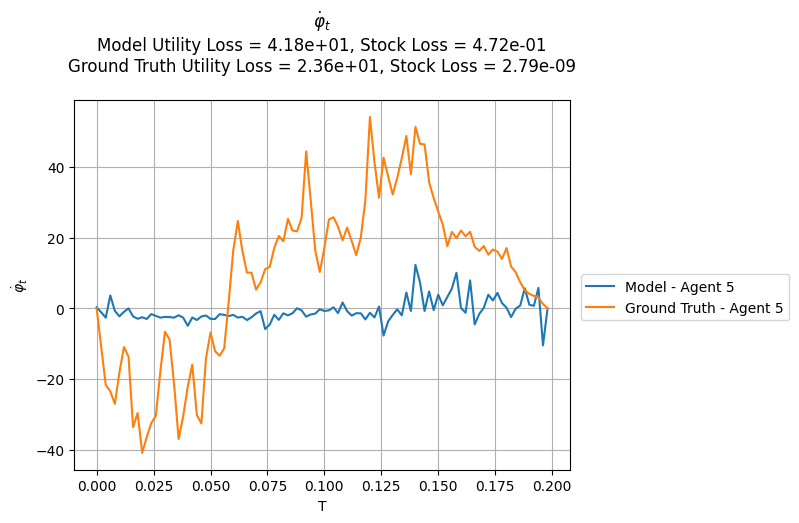 φ̇ₜ
Model Utility Loss = 4.18e+01, Stock Loss = 4.72e-01
Ground Truth Utility Loss = 2.36e+01, Stock Loss = 2.79e-09
40
20
0
−20
−40
φ̇ₜ
0.000 0.025 0.050 0.075 0.100 0.125 0.150 0.175 0.200
T
Model - Agent 5
Ground Truth - Agent 5